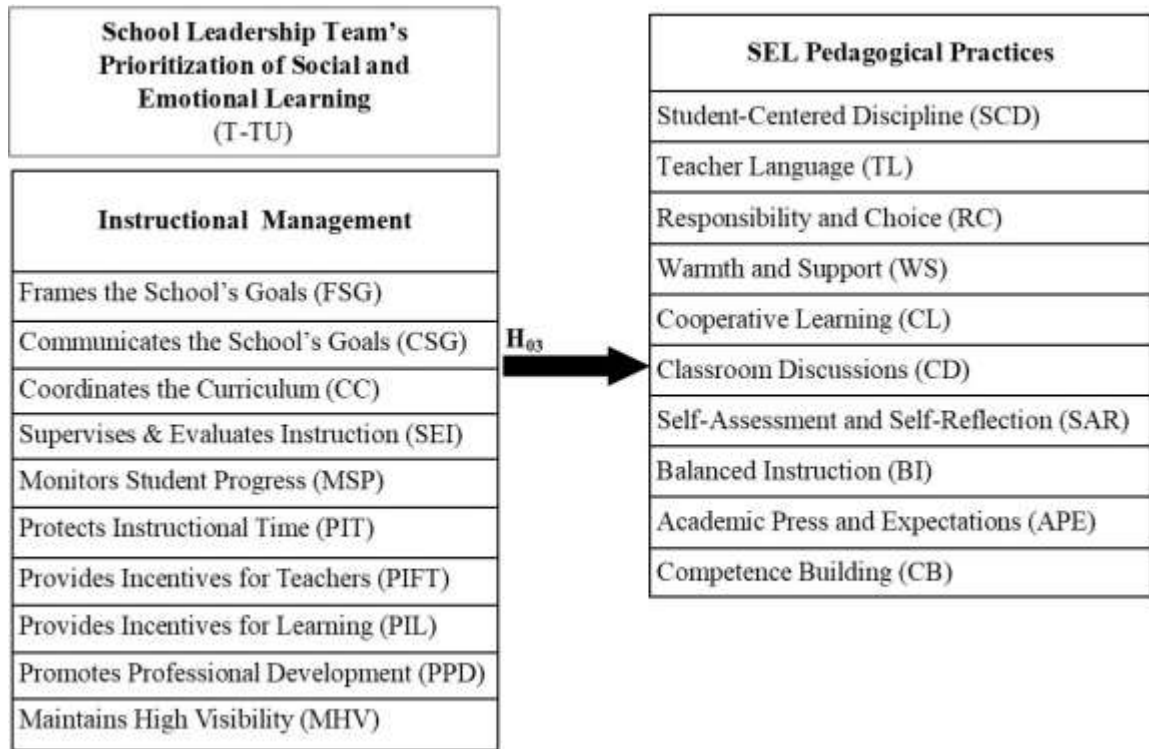 School Leadership Team's
Prioritization of Social and
Emotional Learning
(T-TU)
Instructional Management
Frames the School's Goals (FSG)
Communicates the School's Goals (CSG)
Coordinates the Curriculum (CC)
Supervises & Evaluates Instruction (SEI)
Monitors Student Progress (MSP)
Protects Instructional Time (PIT)
Provides Incentives for Teachers (PIFT)
Provides Incentives for Learning (PIL)
Promotes Professional Development (PPD)
Maintains High Visibility (MHV)
H₀₃
SEL Pedagogical Practices
Student-Centered Discipline (SCD)
Teacher Language (TL)
Responsibility and Choice (RC)
Warmth and Support (WS)
Cooperative Learning (CL)
Classroom Discussions (CD)
Self-Assessment and Self-Reflection (SAR)
Balanced Instruction (BI)
Academic Press and Expectations (APE)
Competence Building (CB)